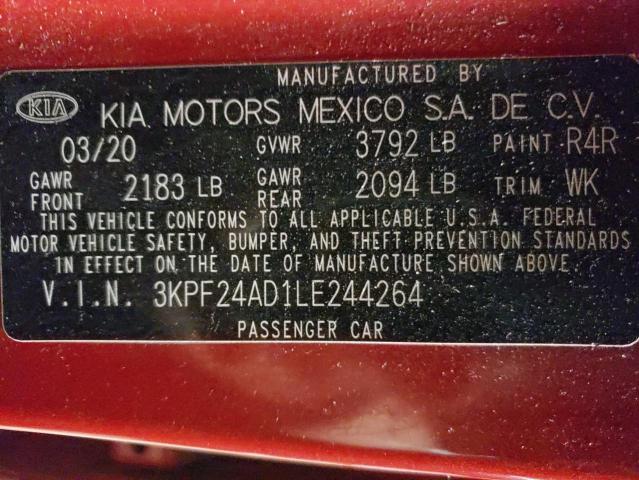 MANUFACTURED BY
KIA KIA MOTORS MEXICO S.A. DE C.V.
03/20 GVWR 3792 LB PAINT R4R
GAWR FRONT 2183 LB GAWR REAR 2094 LB TRIM WK
THIS VEHICLE CONFORMS TO ALL APPLICABLE U.S.A. FEDERAL
MOTOR VEHICLE SAFETY, BUMPER, AND THEFT PREVENTION STANDARDS
IN EFFECT ON THE DATE OF MANUFACTURE SHOWN ABOVE.
V.I.N. 3KPF24AD1LE244264
PASSENGER CAR